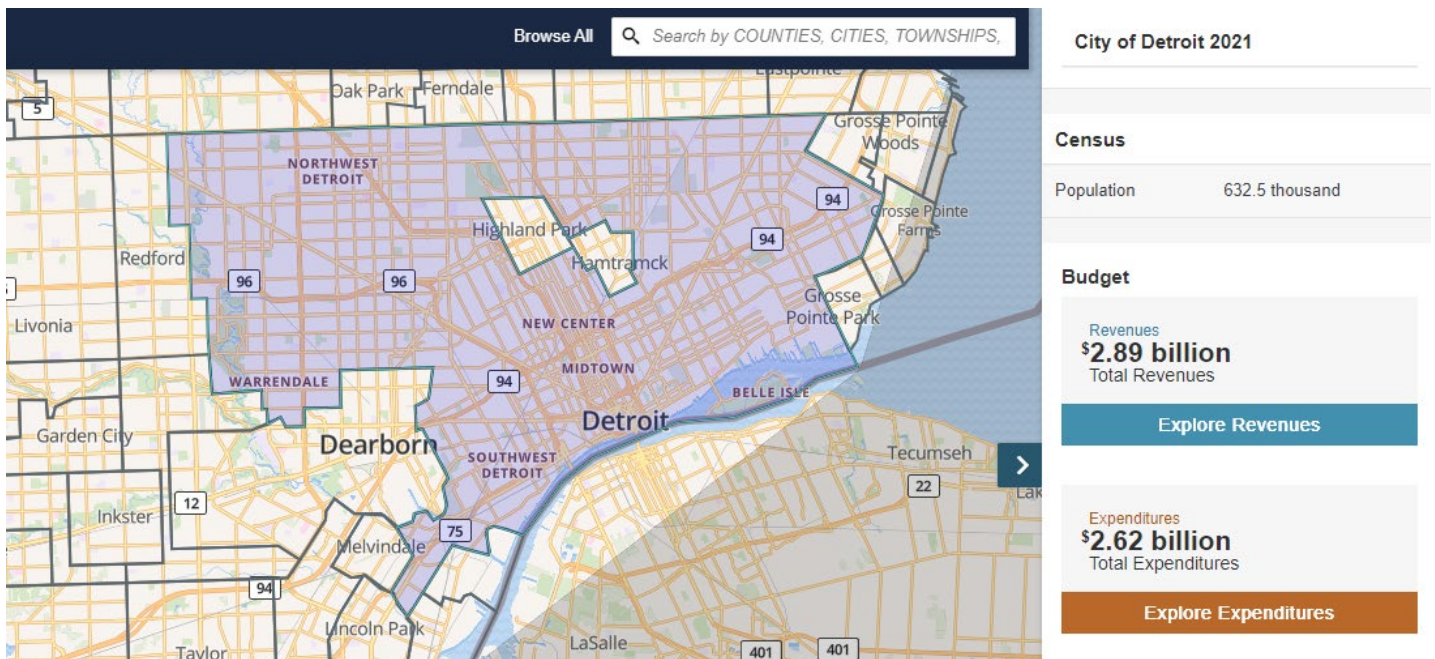 Browse All
Search by COUNTIES, CITIES, TOWNSHIPS,
City of Detroit 2021
Census
Population 632.5 thousand
Budget
Revenues
$2.89 billion
Total Revenues
Explore Revenues
Expenditures
$2.62 billion
Total Expenditures
Explore Expenditures
Eastpointe
Oak Park
Ferndale
5
Grosse Pointe
Woods
NORTHWEST
DETROIT
94
Grosse Pointe
Farms
Highland Park
94
Hamtramck
Redford
96
96
Grosse
Pointe Park
Livonia
NEW CENTER
MIDTOWN
WARRENDALE
94
BELLE ISLE
Detroit
Garden City
Dearborn
SOUTHWEST
DETROIT
Tecumseh
22
Lak
12
Inkster
75
Melvindale
94
Lincoln Park
Taylor
LaSalle
401
401